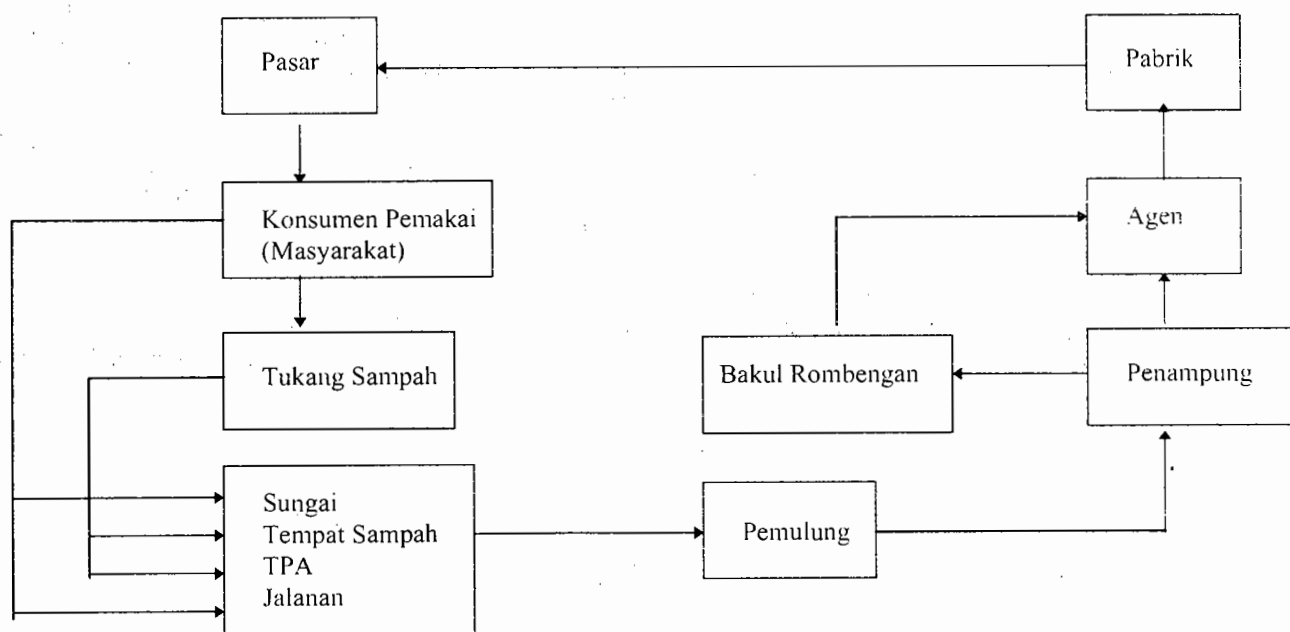 Pasar
Pabrik
Konsumen Pemakai
(Masyarakat)
Agen
Tukang Sampah
Bakul Rombengan
Penampung
Sungai
Tempat Sampah
TPA
Jalanan
Pemulung